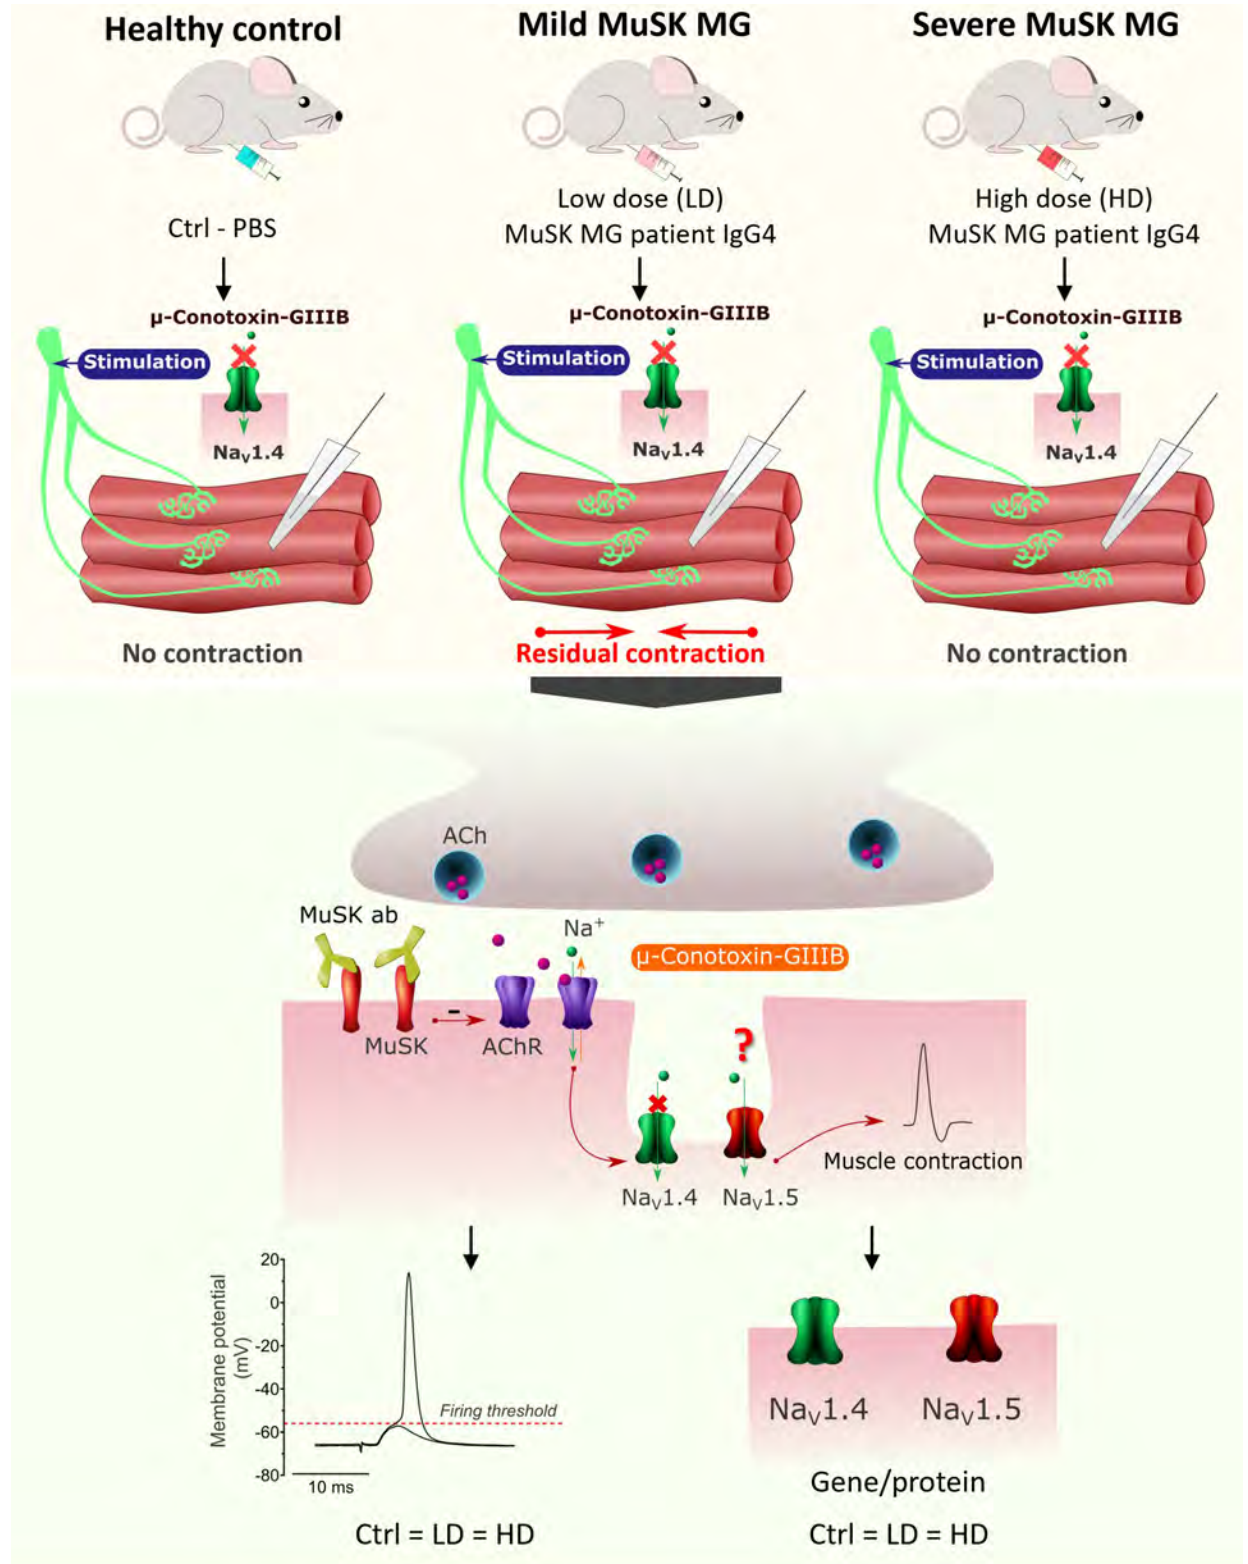 Healthy control
Mild MuSK MG
Severe MuSK MG
Ctrl - PBS
Low dose (LD)
MuSK MG patient IgG4
High dose (HD)
MuSK MG patient IgG4
µ-Conotoxin-GIIIB
Stimulation
Naᵥ1.4
µ-Conotoxin-GIIIB
Stimulation
Naᵥ1.4
µ-Conotoxin-GIIIB
Stimulation
Naᵥ1.4
No contraction
Residual contraction
No contraction
ACh
MuSK ab
Na⁺
µ-Conotoxin-GIIIB
-
MuSK
AChR
?
Muscle contraction
Naᵥ1.4
Naᵥ1.5
Membrane potential
(mV)
20
0
-20
-40
-60
-80
Firing threshold
10 ms
Ctrl = LD = HD
Naᵥ1.4
Naᵥ1.5
Gene/protein
Ctrl = LD = HD